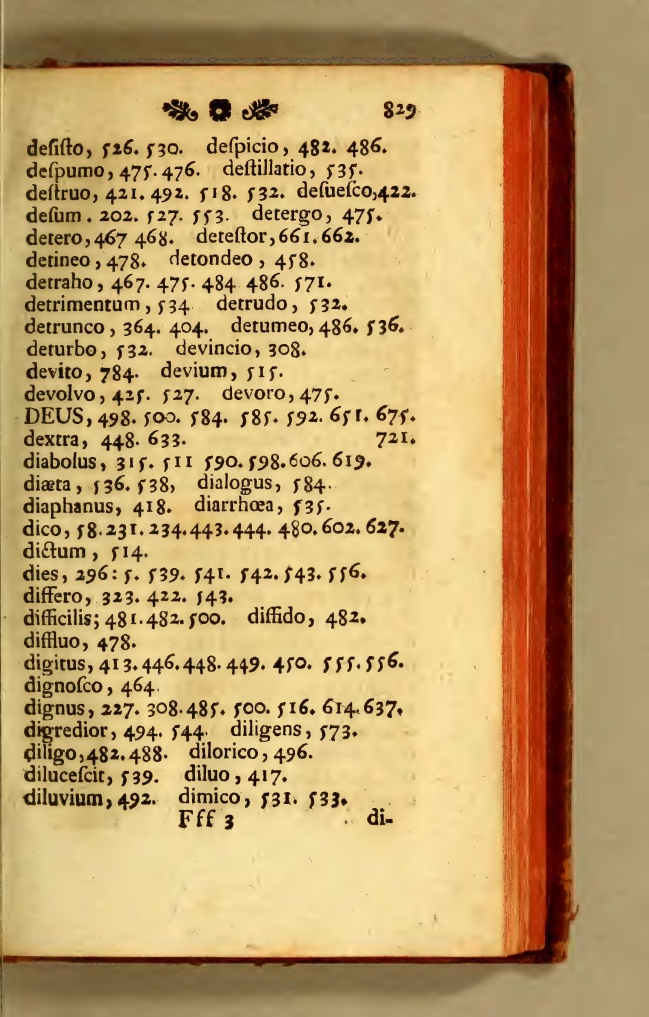 829
deſiſto, 526. 530. deſpicio, 482. 486.
deſpumo, 475. 476. deſtillatio, 535.
deſtruo, 421. 492. 518. 532. deſueſco, 422.
deſum. 202. 527. 553. detergo, 475.
detero, 467 468. deteſtor, 661. 662.
detineo, 478. detondeo, 458.
detraho, 467. 475. 484 486. 571.
detrimentum, 534 detrudo, 532.
detrunco, 364. 404. detumeo, 486. 536.
deturbo, 532. devincio, 308.
devito, 784. devium, 515.
devolvo, 425. 527. devoro, 475.
DEUS, 498. 500. 584. 585. 592. 651. 675.
dextra, 448. 633. 721.
diabolus, 315. 511 590. 598. 606. 619.
diæta, 536. 538, dialogus, 584.
diaphanus, 418. diarrhœa, 535.
dico, 58. 231. 234. 443. 444. 480. 602. 627.
dictum, 514.
dies, 296: 5. 539. 541. 542. 543. 556.
differo, 323. 422. 543.
difficilis; 481. 482. 500. diffido, 482.
diffluo, 478.
digitus, 413. 446. 448. 449. 450. 555. 556.
dignoſco, 464.
dignus, 227. 308. 485. 500. 516. 614. 637.
digredior, 494. 544. diligens, 573.
diligo, 482. 488. dilorico, 496.
diluceſcit, 539. diluo, 417.
diluvium, 492. dimico, 531. 533.
Fff 3 di-